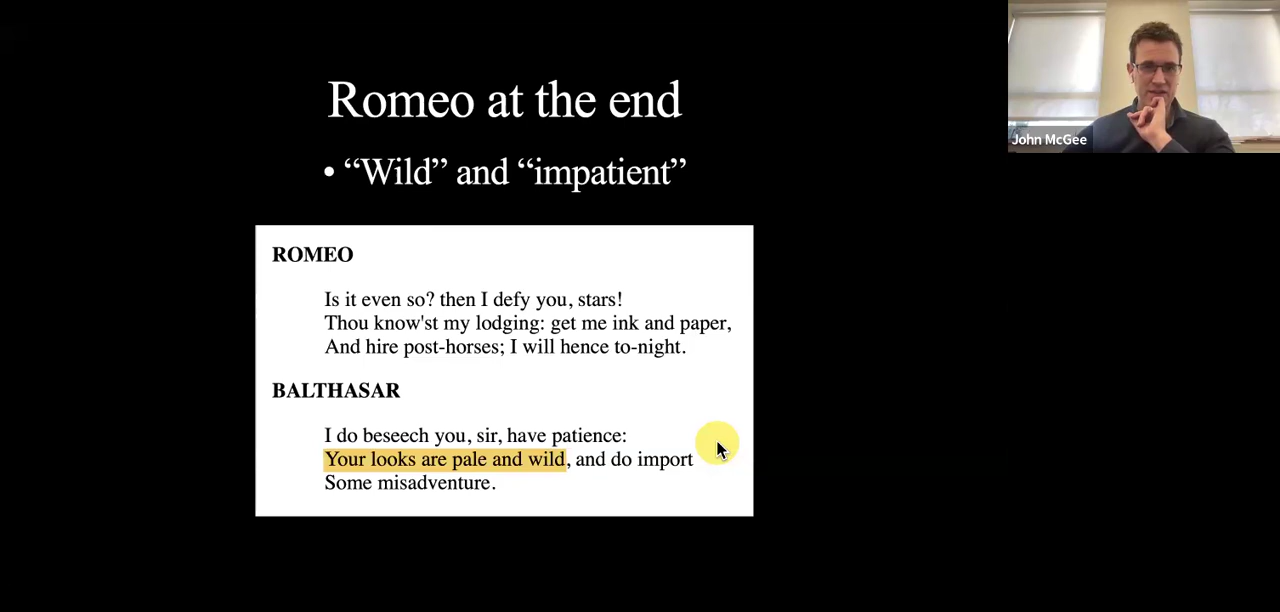 Romeo at the end
• “Wild” and “impatient”
ROMEO
Is it even so? then I defy you, stars!
Thou know'st my lodging: get me ink and paper,
And hire post-horses; I will hence to-night.
BALTHASAR
I do beseech you, sir, have patience:
Your looks are pale and wild, and do import
Some misadventure.
John McGee